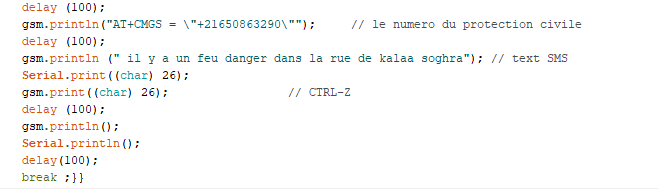 delay (100);
gsm.println("AT+CMGS = \"+21650863290\"");     // le numero du protection civile
delay (100);
gsm.println (" il y a un feu danger dans la rue de kalaa soghra"); // text SMS
Serial.print((char) 26);
gsm.print((char) 26);                 // CTRL-Z
delay (100);
gsm.println();
Serial.println();
delay(100);
break ;}}